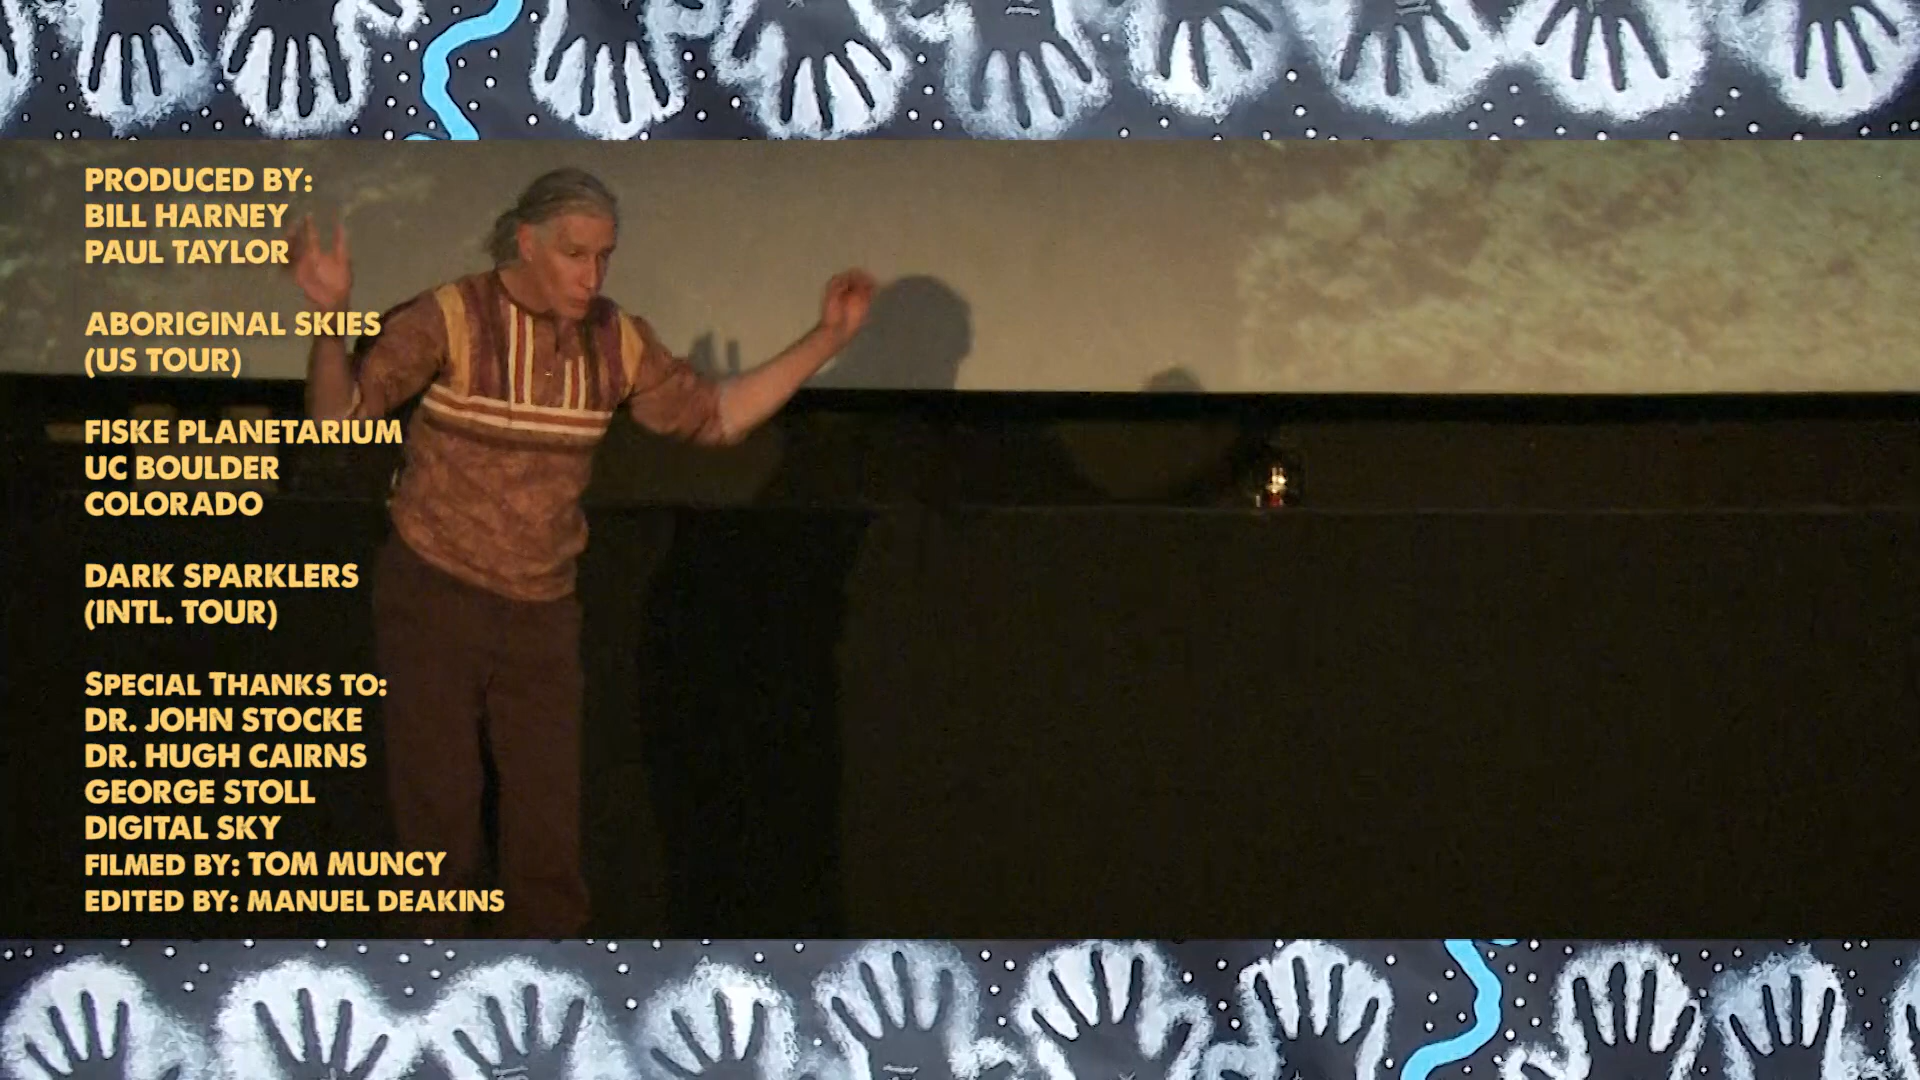 PRODUCED BY:
BILL HARNEY
PAUL TAYLOR
ABORIGINAL SKIES
(US TOUR)
FISKE PLANETARIUM
UC BOULDER
COLORADO
DARK SPARKLERS
(INTL. TOUR)
SPECIAL THANKS TO:
DR. JOHN STOCKE
DR. HUGH CAIRNS
GEORGE STOLL
DIGITAL SKY
FILMED BY: TOM MUNCY
EDITED BY: MANUEL DEAKINS